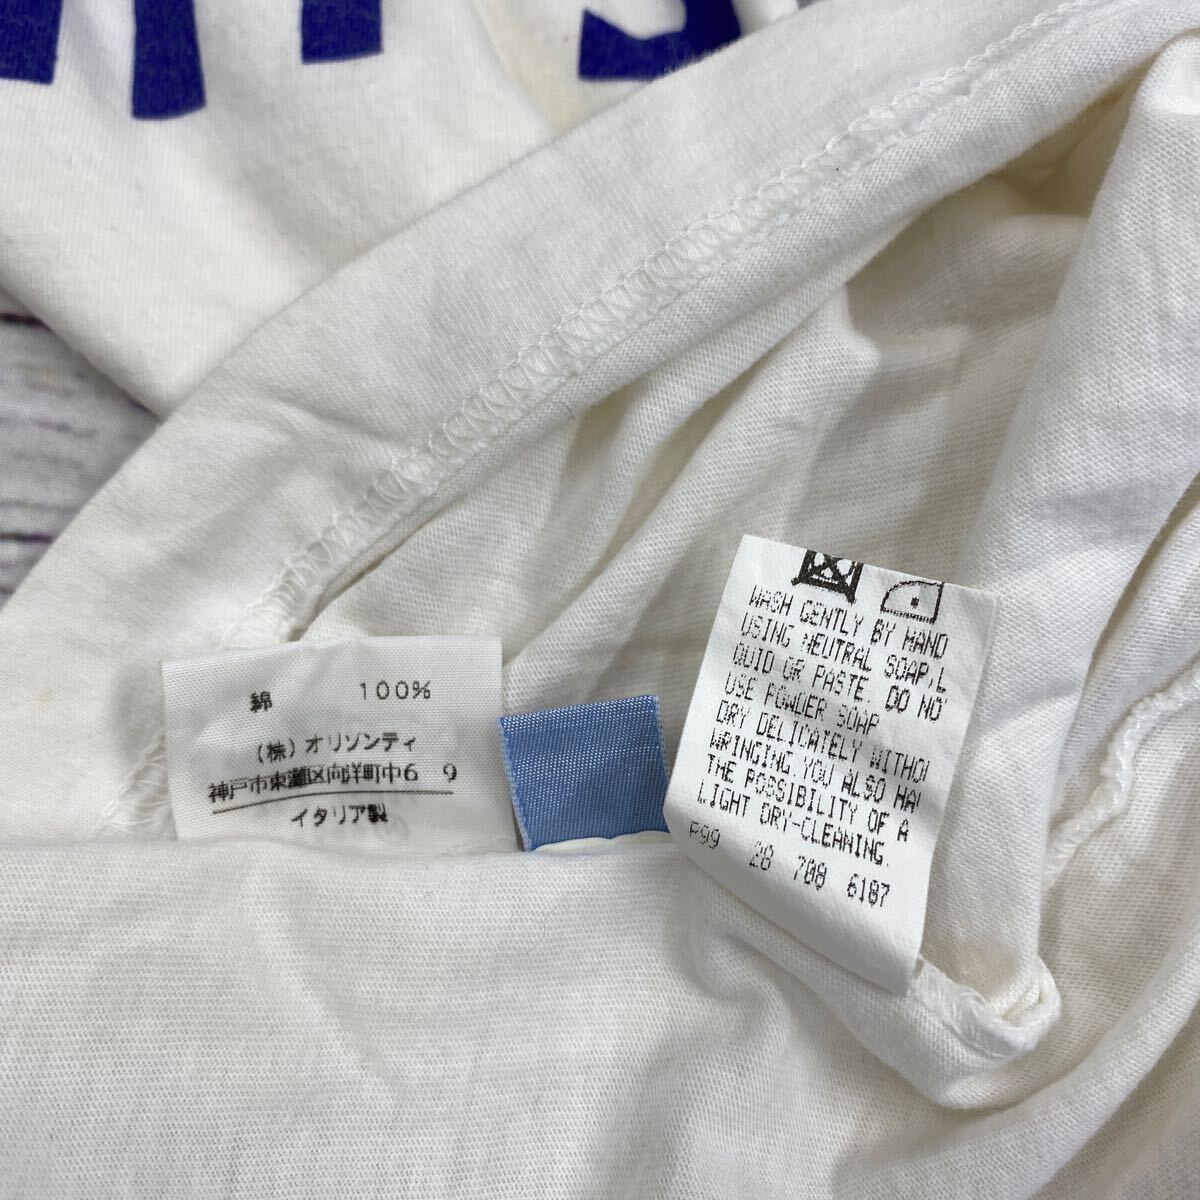 綿 100%
(株)オリゾンティ
神戸市東灘区向洋町中6 9
イタリア製
WASH GENTLY BY HAND
USING NEUTRAL SOAP,L
QUID OR PASTE. DO NO
USE POWDER SOAP
DRY DELICATELY WITHO
WRINGING.YOU ALSO HA
THE POSSIBILITY OF A
LIGHT DRY-CLEANING.
P99 28 708 6187